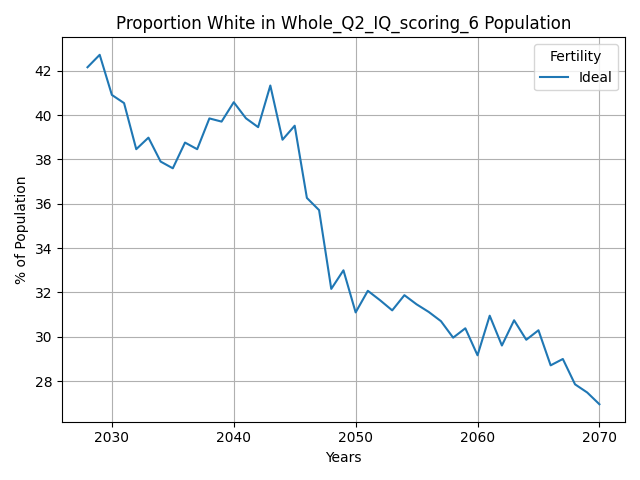 Proportion White in Whole_Q2_IQ_scoring_6 Population
Fertility
Ideal
% of Population
42
40
38
36
34
32
30
28
2030
2040
2050
2060
2070
Years